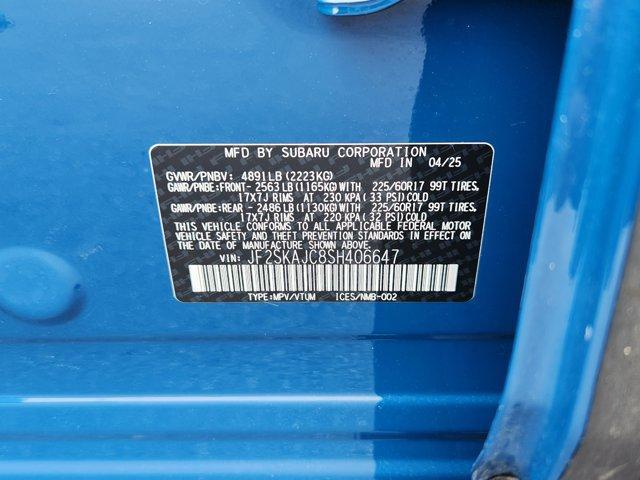 MFD BY SUBARU CORPORATION
MFD IN 04/25
GVWR/PNBV: 4891LB (2223KG)
GAWR/PNBE:FRONT- 2563 LB (1165KG) WITH 225/60R17 99T TIRES,
17X7J RIMS AT 230 KPA (33 PSI) COLD
GAWR/PNBE:REAR - 2486LB (1130KG) WITH 225/60R17 99T TIRES,
17X7J RIMS AT 220 KPA (32 PSI) COLD
THIS VEHICLE CONFORMS TO ALL APPLICABLE FEDERAL MOTOR
VEHICLE SAFETY AND THEFT PREVENTION STANDARDS IN EFFECT ON
THE DATE OF MANUFACTURE SHOWN ABOVE.
VIN: JF2SKAJC8SH406647
TYPE:MPV/VTUM ICES/NMB-002